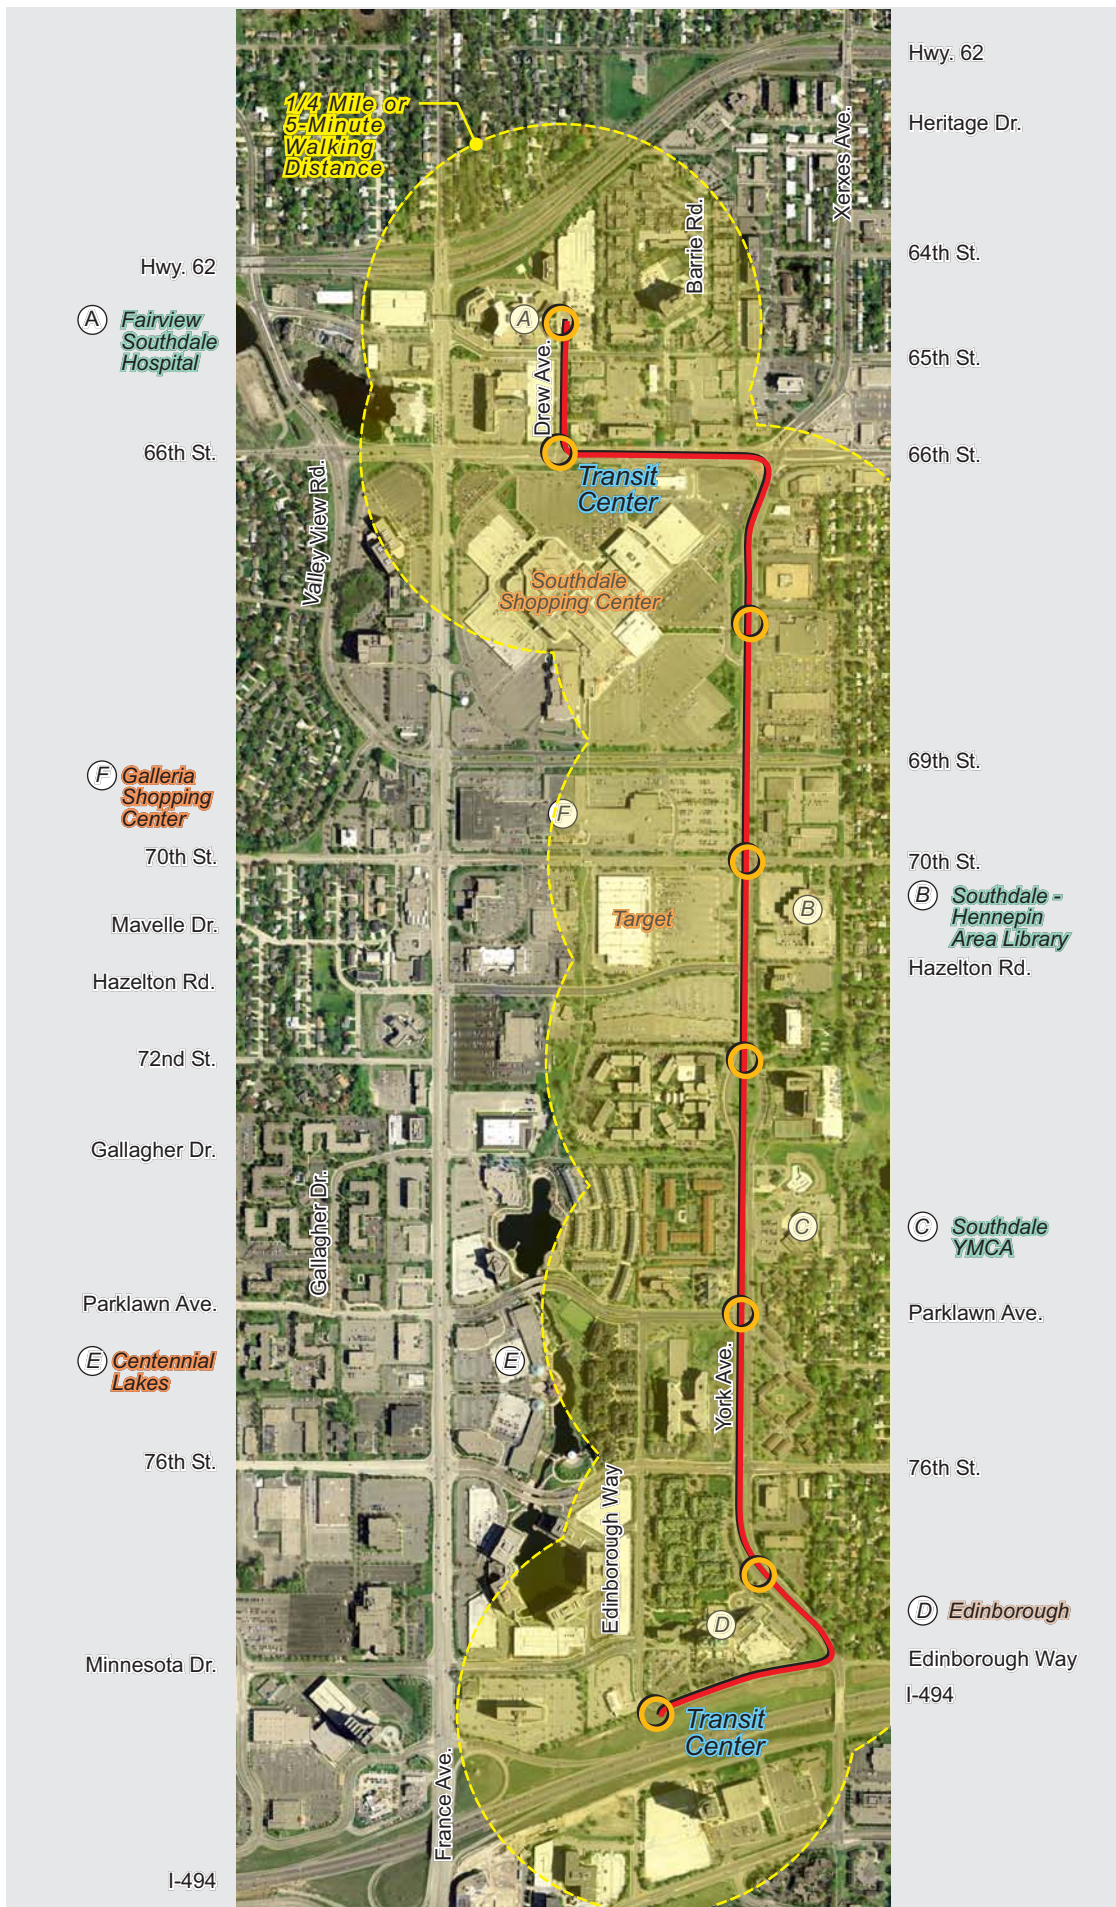 Hwy. 62
Heritage Dr.
1/4 Mile or
5-Minute
Walking
Distance
Xerxes Ave.
Barrie Rd.
64th St.
Hwy. 62
A
Fairview
Southdale
Hospital
A
Drew Ave.
65th St.
66th St.
66th St.
Transit
Center
Valley View Rd.
Southdale
Shopping Center
69th St.
F
Galleria
Shopping
Center
F
70th St.
70th St.
B
Southdale -
Hennepin
Area Library
Mavelle Dr.
Target
B
Hazelton Rd.
Hazelton Rd.
72nd St.
Gallagher Dr.
Gallagher Dr.
C
C
Southdale
YMCA
Parklawn Ave.
Parklawn Ave.
E
Centennial
Lakes
E
York Ave.
76th St.
76th St.
Edinborough Way
D
D
Edinborough
Minnesota Dr.
Edinborough Way
I-494
Transit
Center
France Ave.
I-494